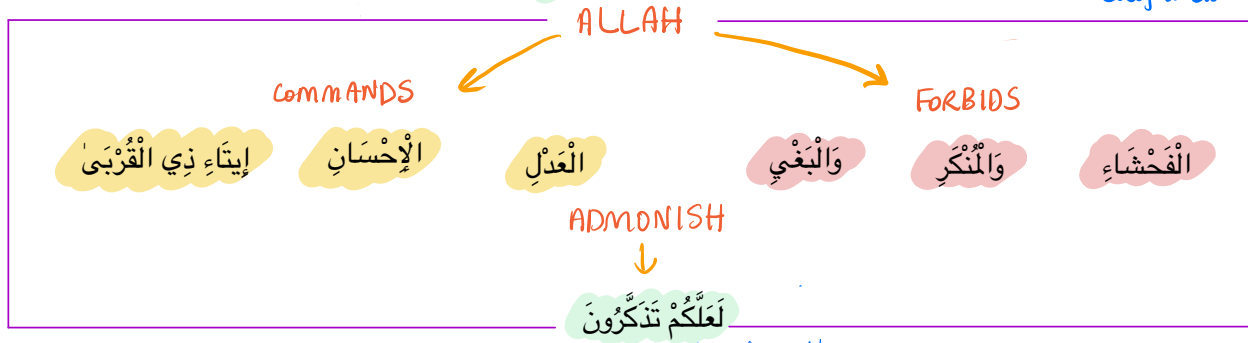 ALLAH
COMMANDS
FORBIDS
الْفَحْشَاءِ
وَالْمُنْكَرِ
وَالْبَغْيِ
الْعَدْلِ
الْإِحْسَانِ
إِيتَاءِ ذِي الْقُرْبَىٰ
ADMONISH
لَعَلَّكُمْ تَذَكَّرُونَ